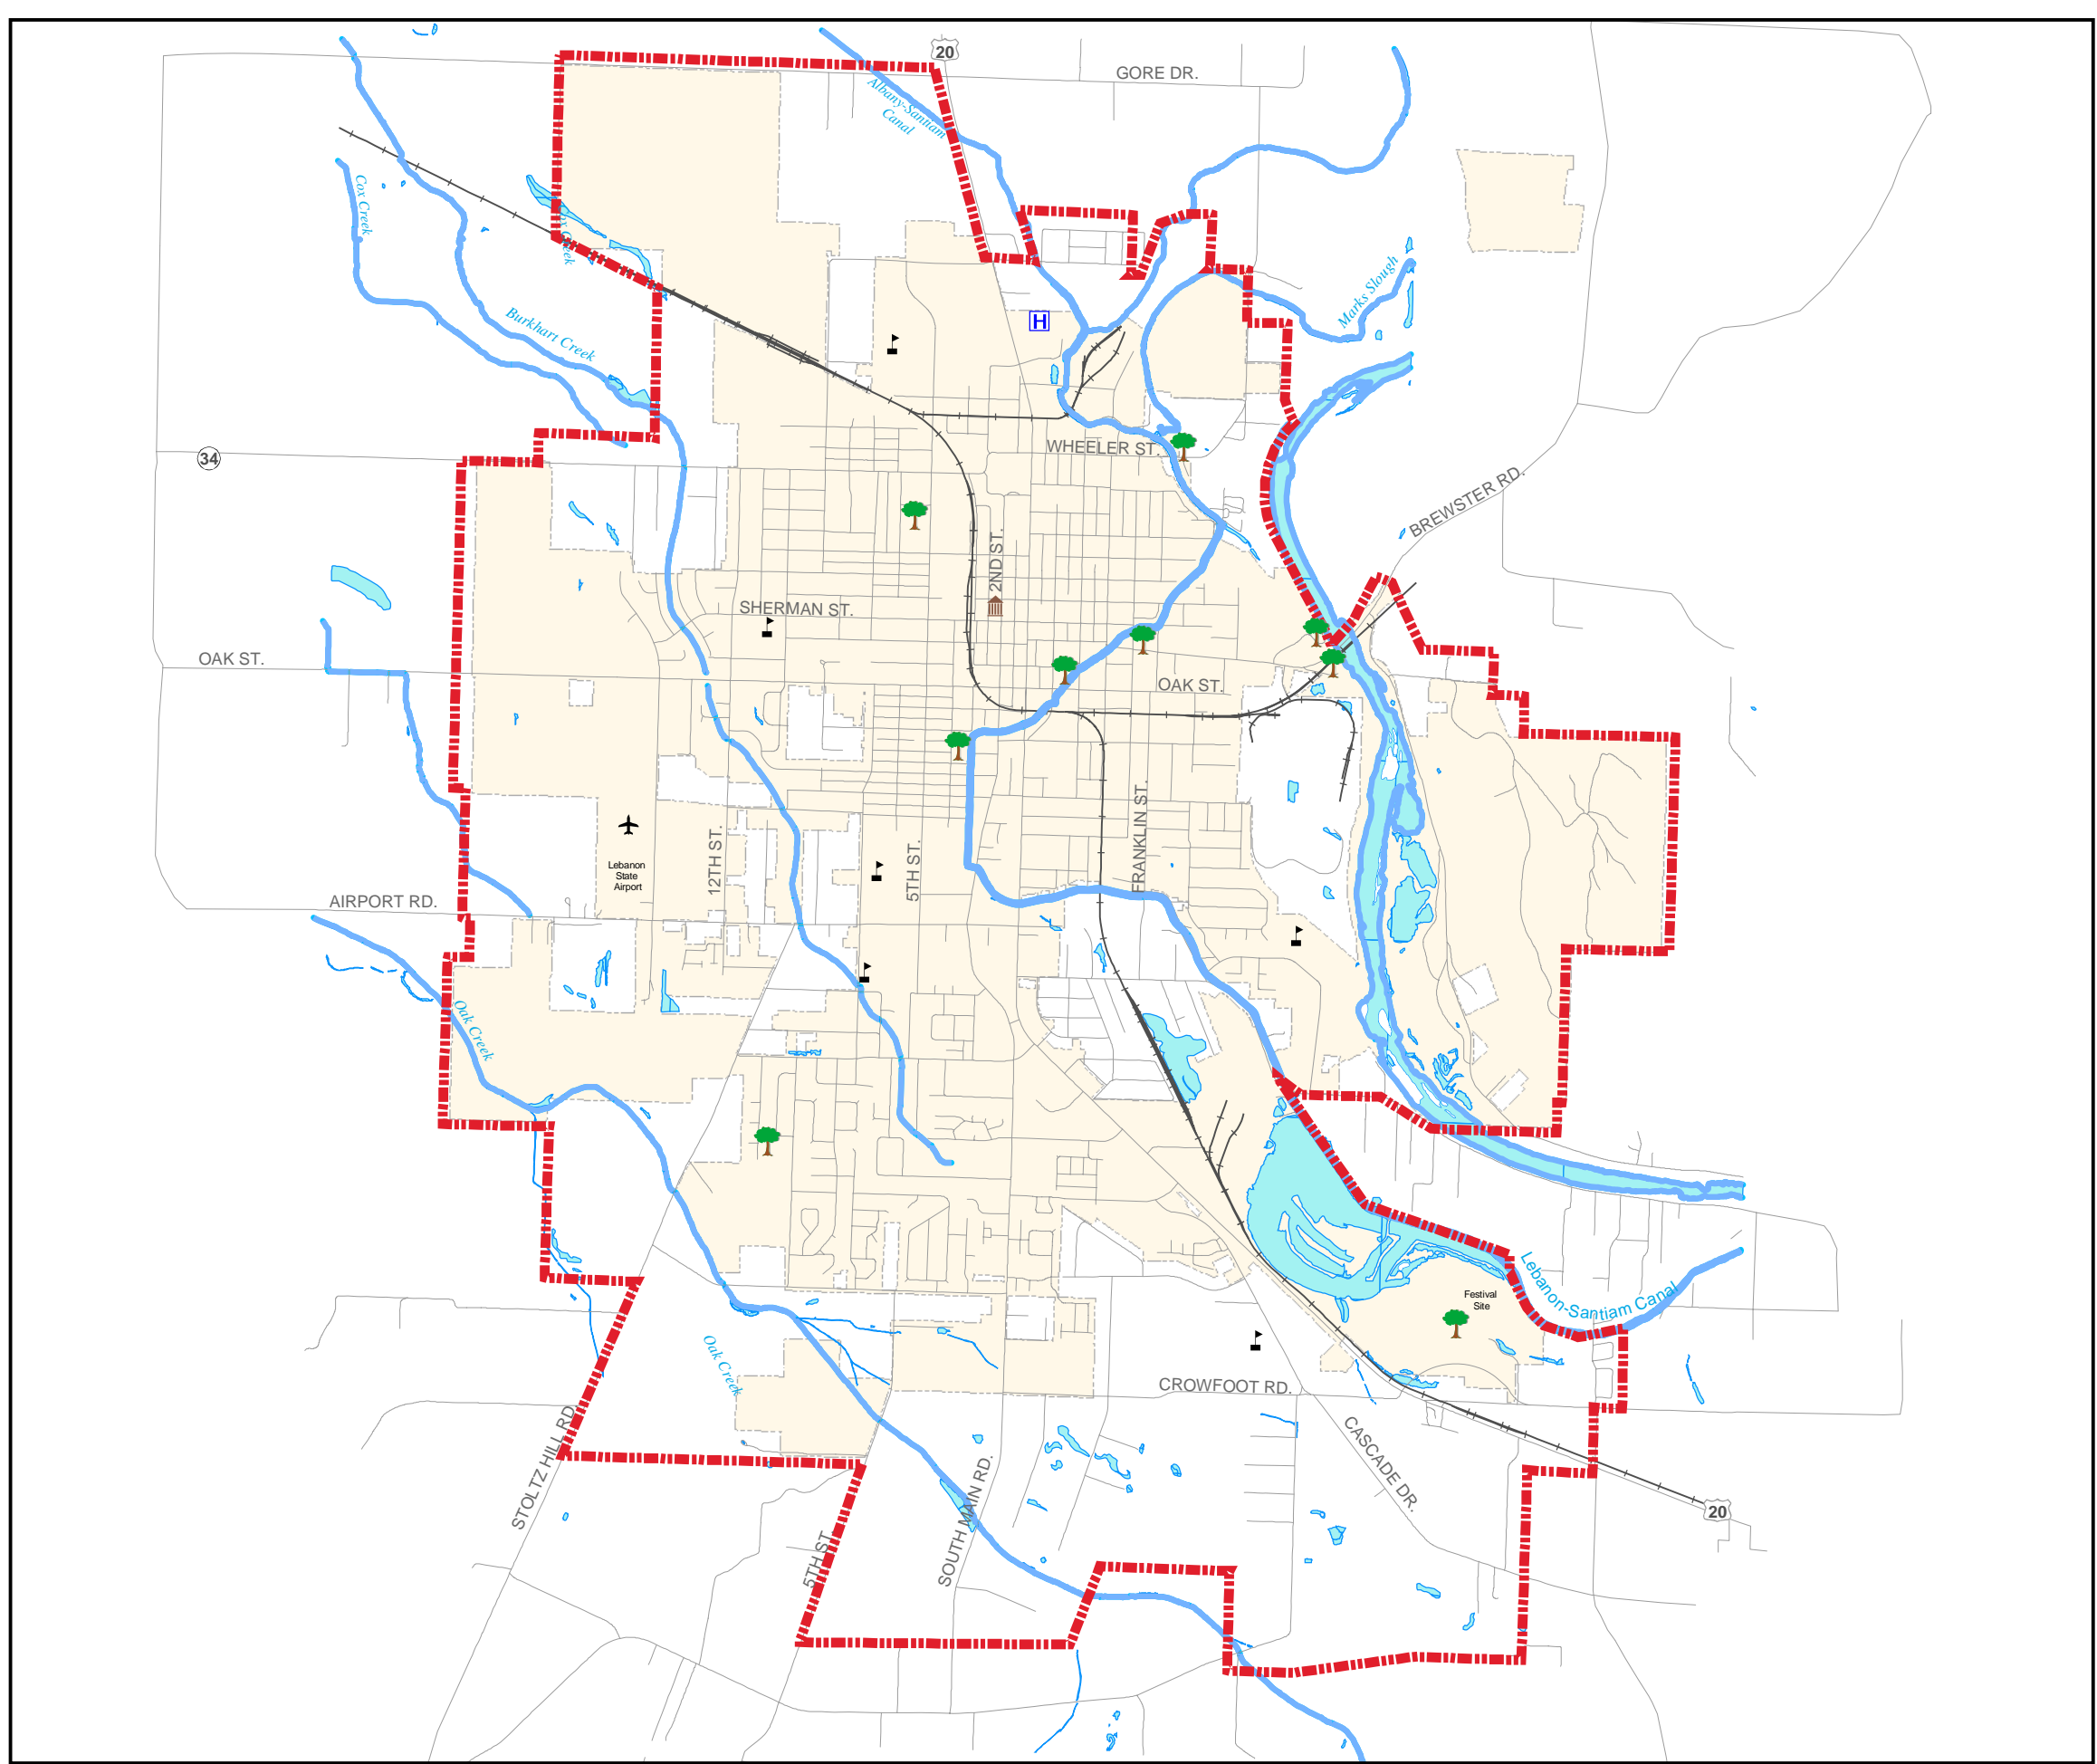 20
GORE DR.
Albany-Santiam
Canal
Cox Creek
Cox Creek
Marks Slough
Burkhart Creek
H
WHEELER ST.
34
BREWSTER RD.
2ND ST.
SHERMAN ST.
OAK ST.
OAK ST.
FRANKLIN ST.
Lebanon
State
Airport
12TH ST.
5TH ST.
AIRPORT RD.
Oak Creek
Lebanon-Santiam Canal
Festival
Site
Oak Creek
CROWFOOT RD.
STOLTZ HILL RD.
CASCADE DR.
SOUTH MAIN RD.
20
5TH ST.